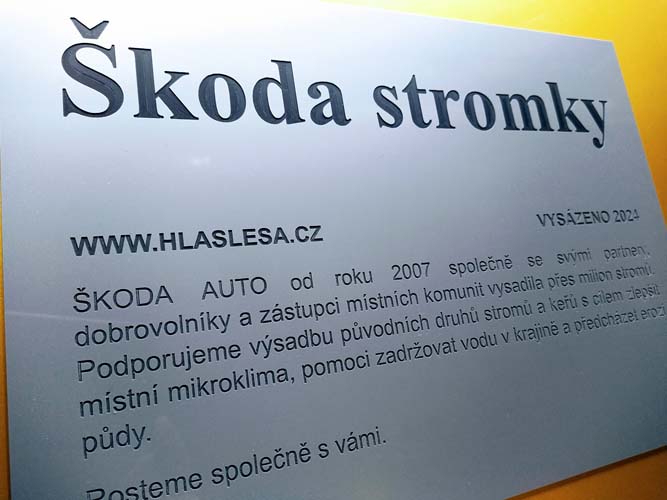 Škoda stromky
WWW.HLASLESA.CZ VYSÁZENO 2024
ŠKODA AUTO od roku 2007 společně se svými partnery,
dobrovolníky a zástupci místních komunit vysadila přes milion stromů.
Podporujeme výsadbu původních druhů stromů a keřů s cílem zlepšit
místní mikroklima, pomoci zadržovat vodu v krajině a předcházet erozi
půdy.
Rosteme společně s vámi.